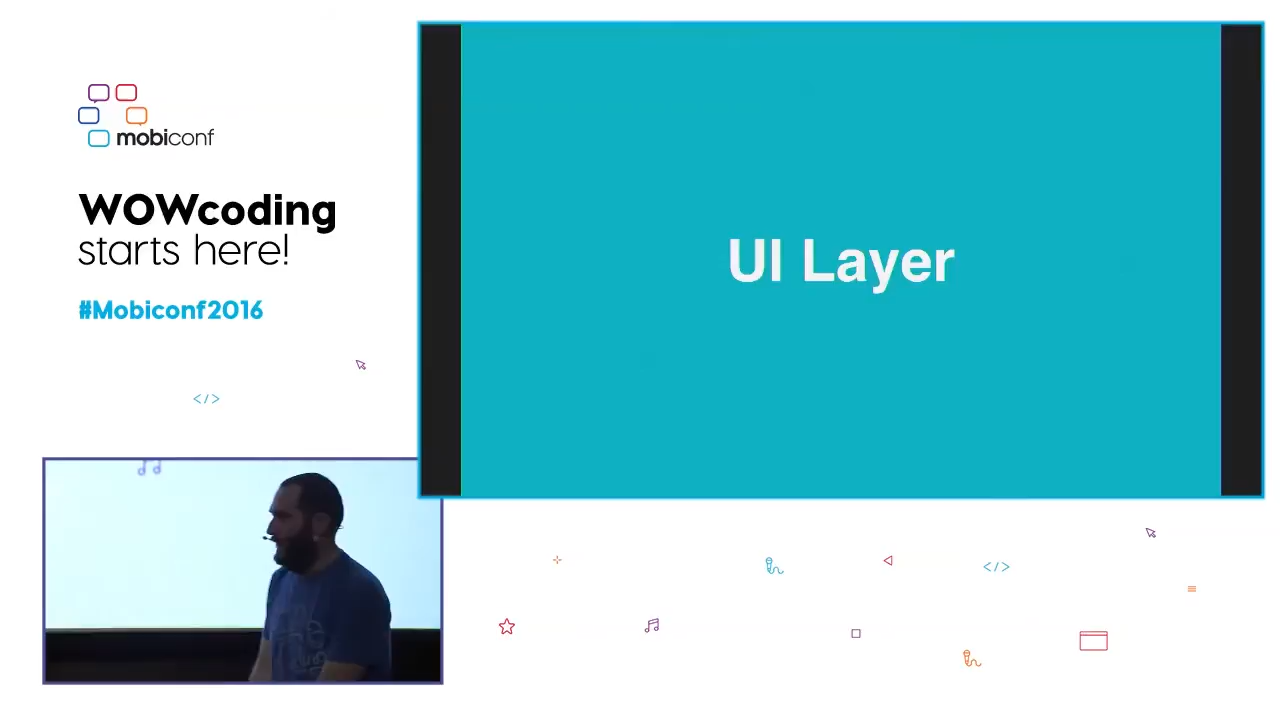 mobiconf
WOWcoding
starts here!
#Mobiconf2016
</>
UI Layer
</>